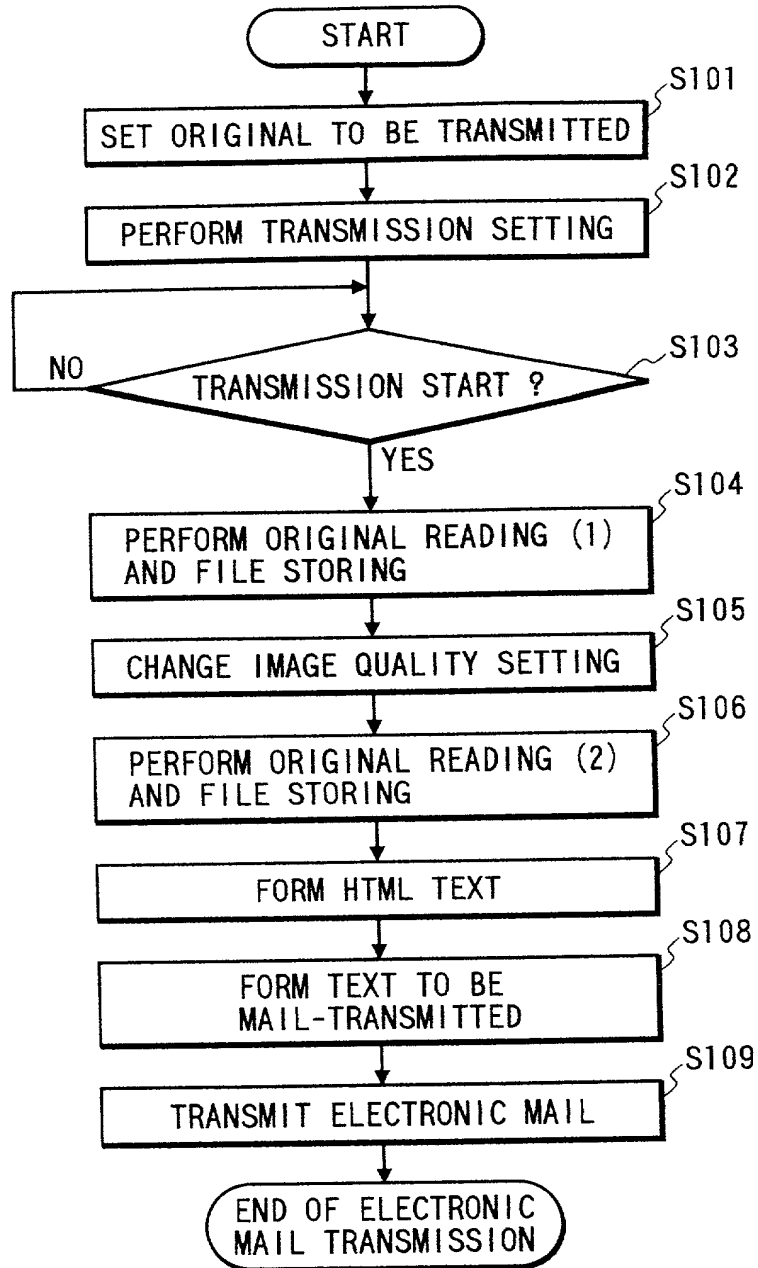 START
S101
SET ORIGINAL TO BE TRANSMITTED
S102
PERFORM TRANSMISSION SETTING
S103
NO
TRANSMISSION START ?
YES
S104
PERFORM ORIGINAL READING (1)
AND FILE STORING
S105
CHANGE IMAGE QUALITY SETTING
S106
PERFORM ORIGINAL READING (2)
AND FILE STORING
S107
FORM HTML TEXT
S108
FORM TEXT TO BE
MAIL-TRANSMITTED
S109
TRANSMIT ELECTRONIC MAIL
END OF ELECTRONIC
MAIL TRANSMISSION